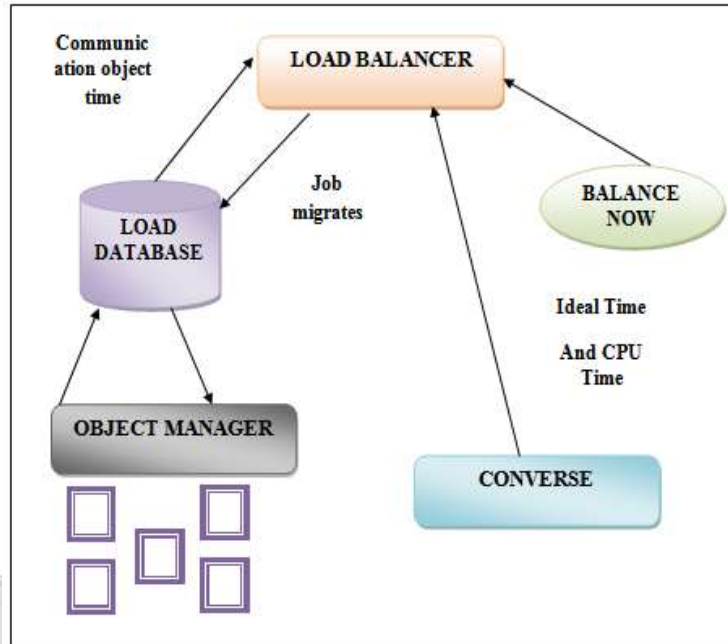 Communic
ation object
time
LOAD BALANCER
Job
migrates
BALANCE
NOW
LOAD
DATABASE
Ideal Time
And CPU
Time
OBJECT MANAGER
CONVERSE